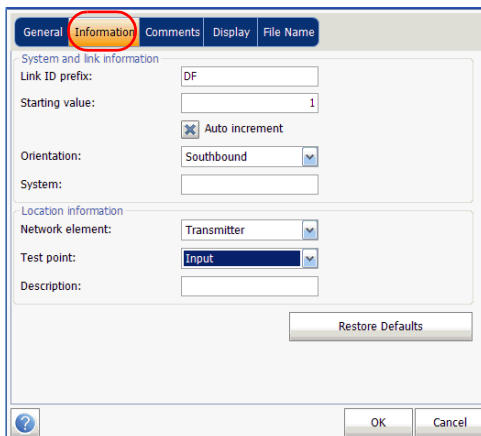 General Information Comments Display File Name
System and link information
Link ID prefix: DF
Starting value: 1
Auto increment
Orientation: Southbound
System:
Location information
Network element: Transmitter
Test point: Input
Description:
Restore Defaults
? OK Cancel